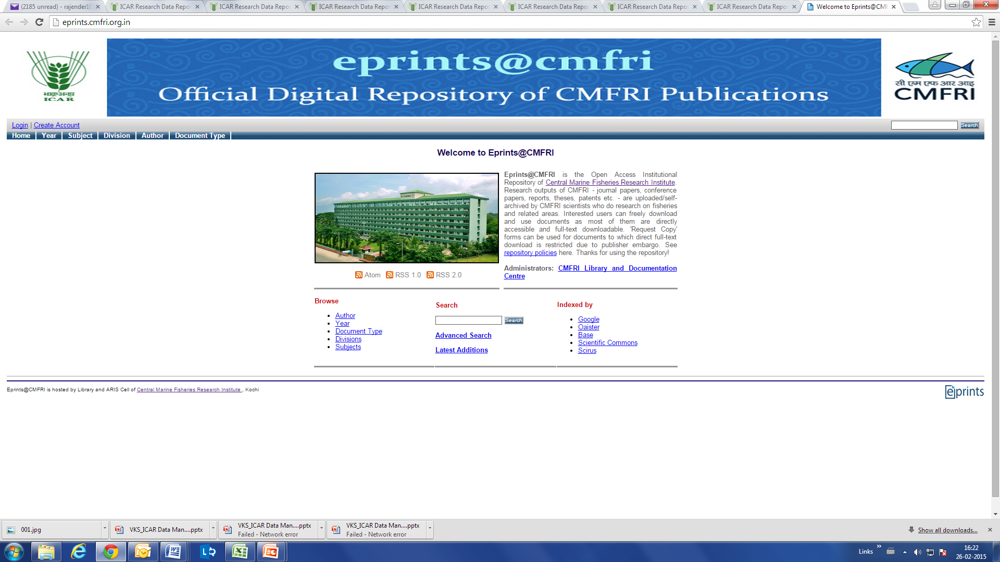 (2185 unread) - rajender10
ICAR Research Data Repos
ICAR Research Data Repos
ICAR Research Data Repos
ICAR Research Data Repos
ICAR Research Data Repos
ICAR Research Data Repos
ICAR Research Data Repos
Welcome to Eprints@CMF
eprints.cmfri.org.in
भाकृअनुप
ICAR
eprints@cmfri
Official Digital Repository of CMFRI Publications
सी एम एफ आर आइ
CMFRI
Login | Create Account
Search
Home Year Subject Division Author Document Type
Welcome to Eprints@CMFRI
CMFRI
Atom RSS 1.0 RSS 2.0
Eprints@CMFRI is the Open Access Institutional
Repository of Central Marine Fisheries Research Institute.
Research outputs of CMFRI - journal papers, conference
papers, reports, theses, patents etc. - are uploaded/self-
archived by CMFRI scientists who do research on fisheries
and related areas. Interested users can freely download
and use documents as most of them are directly
accessible and full-text downloadable. 'Request Copy'
forms can be used for documents to which direct full-text
download is restricted due to publisher embargo. See
repository policies here. Thanks for using the repository!
Administrators: CMFRI Library and Documentation
Centre
Browse
Author
Year
Document Type
Divisions
Subjects
Search
Search
Advanced Search
Latest Additions
Indexed by
Google
Oaister
Base
Scientific Commons
Scirus
Eprints@CMFRI is hosted by Library and ARIS Cell of Central Marine Fisheries Research Institute , Kochi
eprints
001.jpg
VKS_ICAR Data Man....pptx
VKS_ICAR Data Man....pptx
Failed - Network error
VKS_ICAR Data Man....pptx
Failed - Network error
Show all downloads...
Links
16:22
26-02-2015